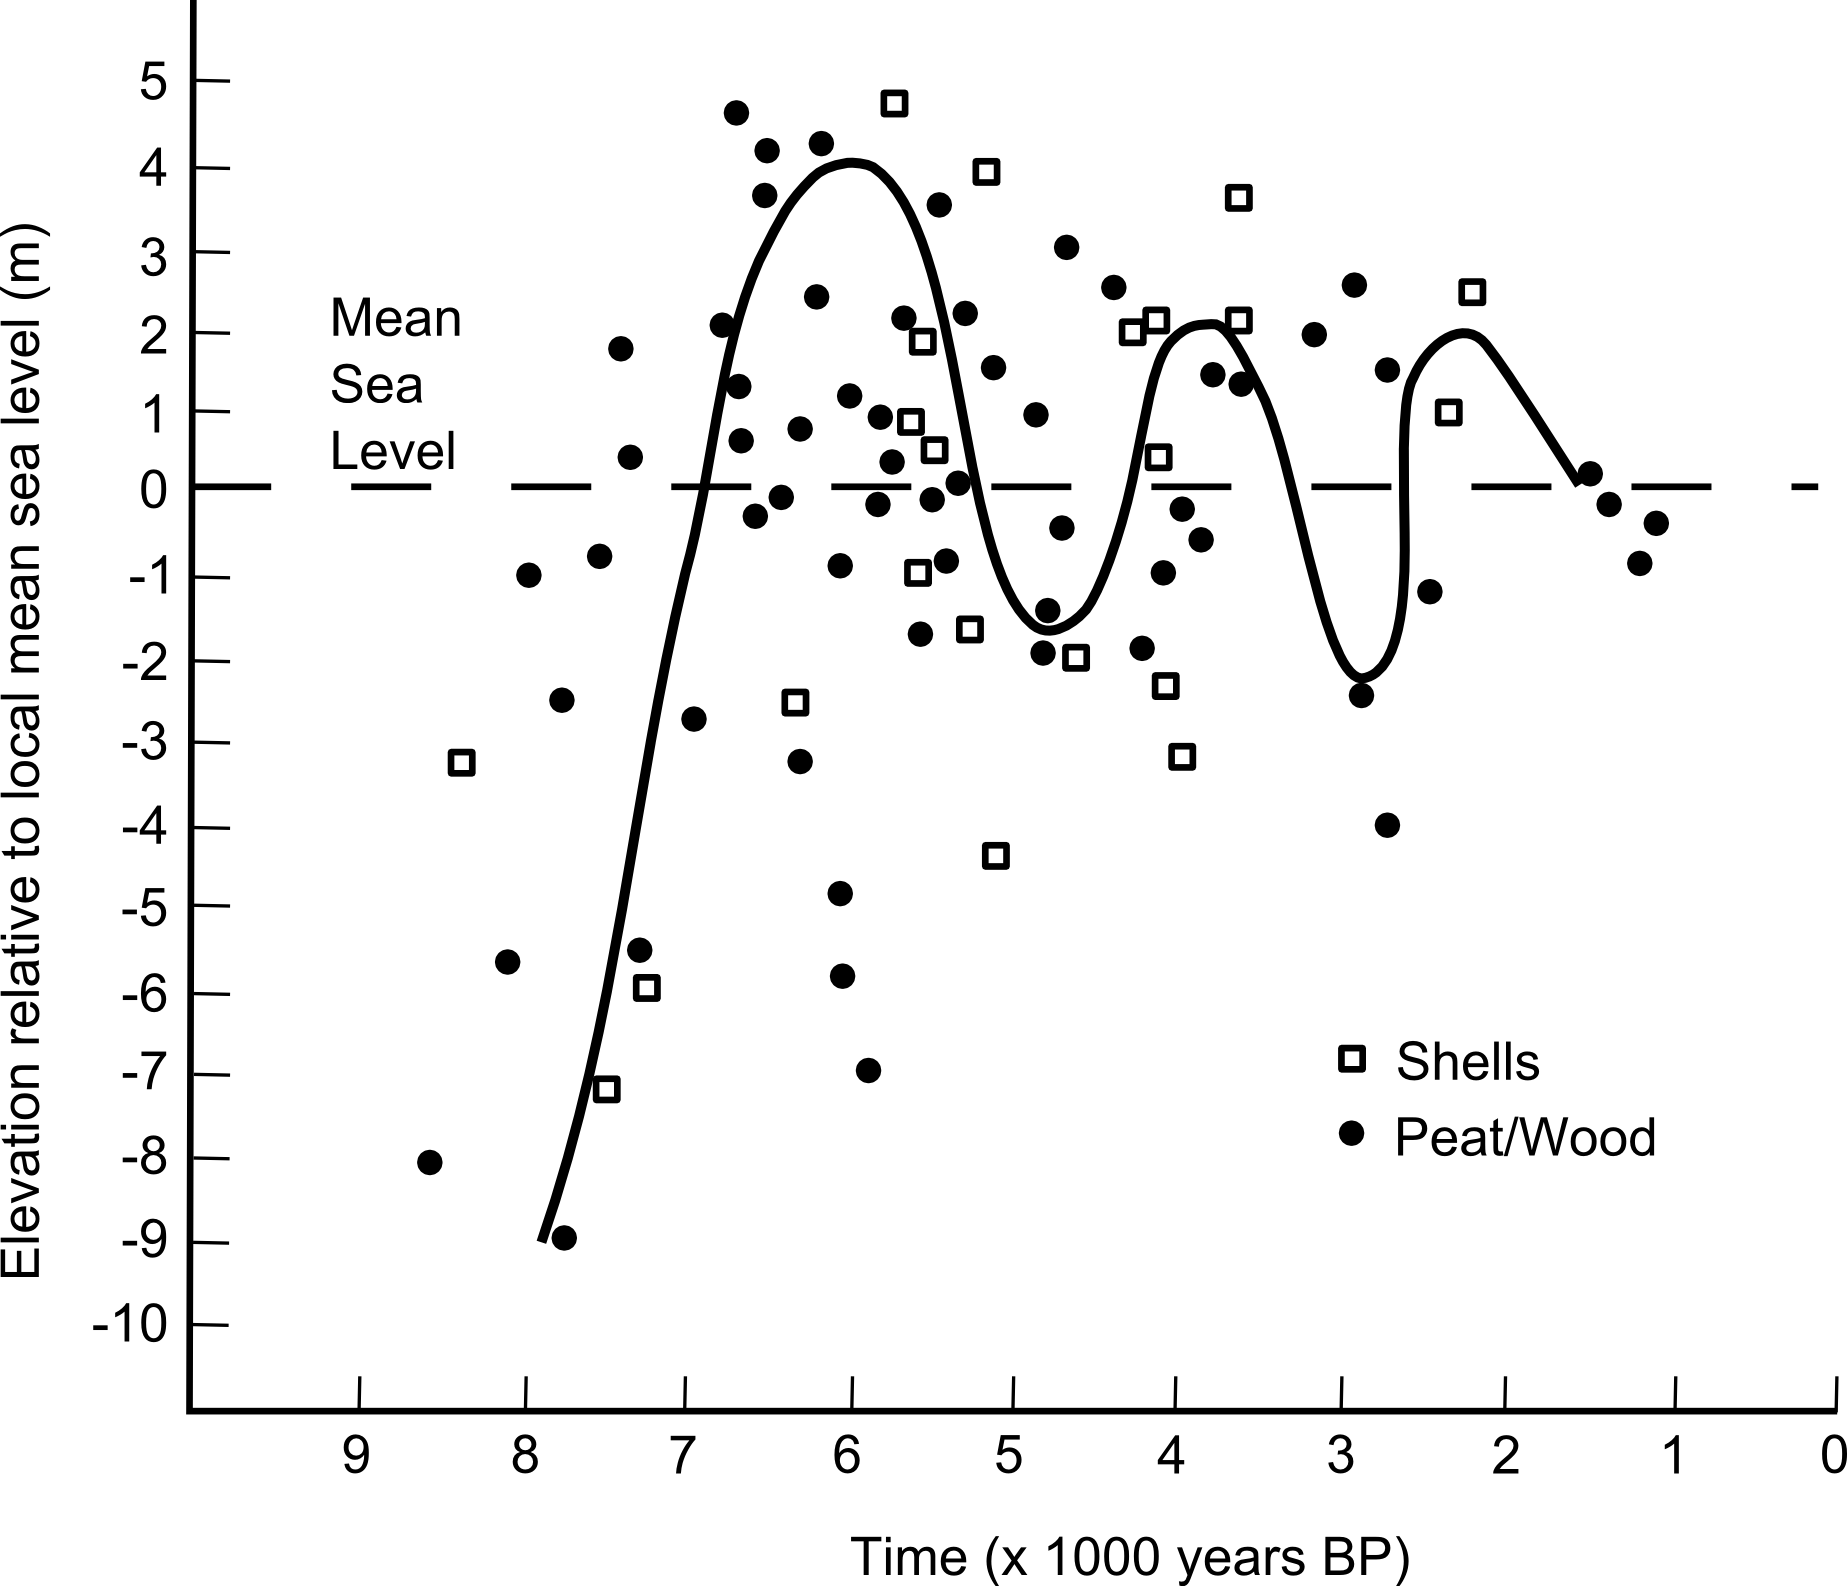 Elevation relative to local mean sea level (m)
5
4
3
2
1
0
-1
-2
-3
-4
-5
-6
-7
-8
-9
-10
Mean
Sea
Level
Shells
Peat/Wood
9 8 7 6 5 4 3 2 1 0
Time (x 1000 years BP)